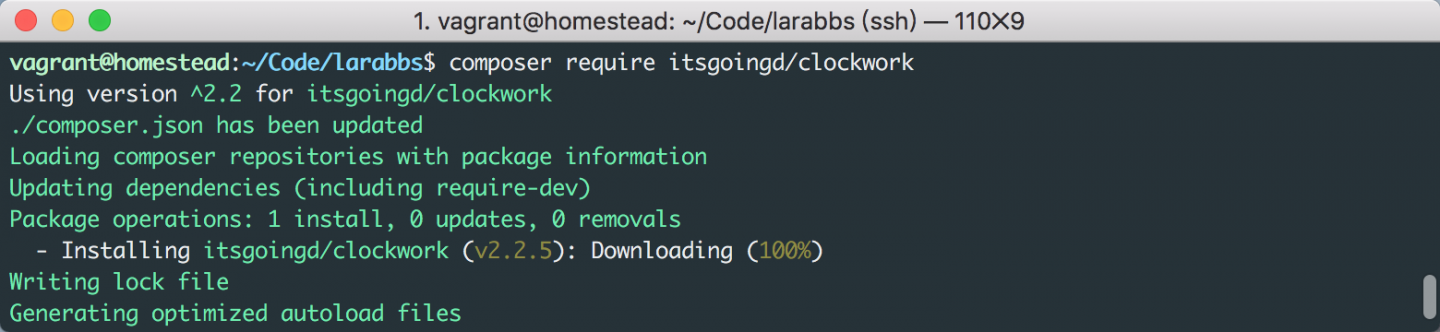 1. vagrant@homestead: ~/Code/larabbs (ssh) — 110×9
vagrant@homestead:~/Code/larabbs$ composer require itsgoingd/clockwork
Using version ^2.2 for itsgoingd/clockwork
./composer.json has been updated
Loading composer repositories with package information
Updating dependencies (including require-dev)
Package operations: 1 install, 0 updates, 0 removals
  - Installing itsgoingd/clockwork (v2.2.5): Downloading (100%)
Writing lock file
Generating optimized autoload files